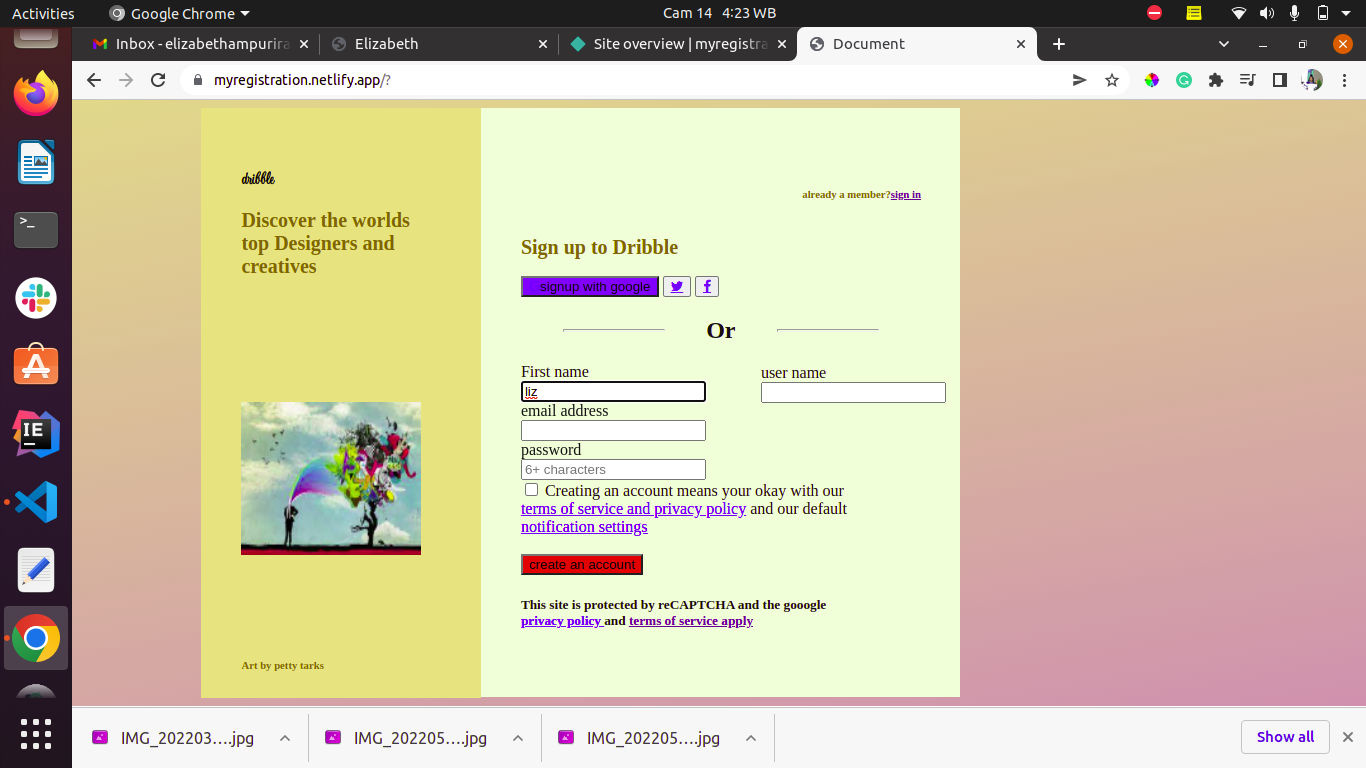 Activities
Google Chrome
Cam 14 4:23 WB
Inbox - elizabethampurira
Elizabeth
Site overview | myregistra
Document
myregistration.netlify.app/?
dribble
Discover the worlds
top Designers and
creatives
Art by petty tarks
already a member?sign in
Sign up to Dribble
signup with google
Or
First name
user name
liz
email address
password
6+ characters
Creating an account means your okay with our
terms of service and privacy policy and our default
notification settings
create an account
This site is protected by reCAPTCHA and the gooogle
privacy policy and terms of service apply
IMG_202203....jpg
IMG_202205....jpg
IMG_202205....jpg
Show all